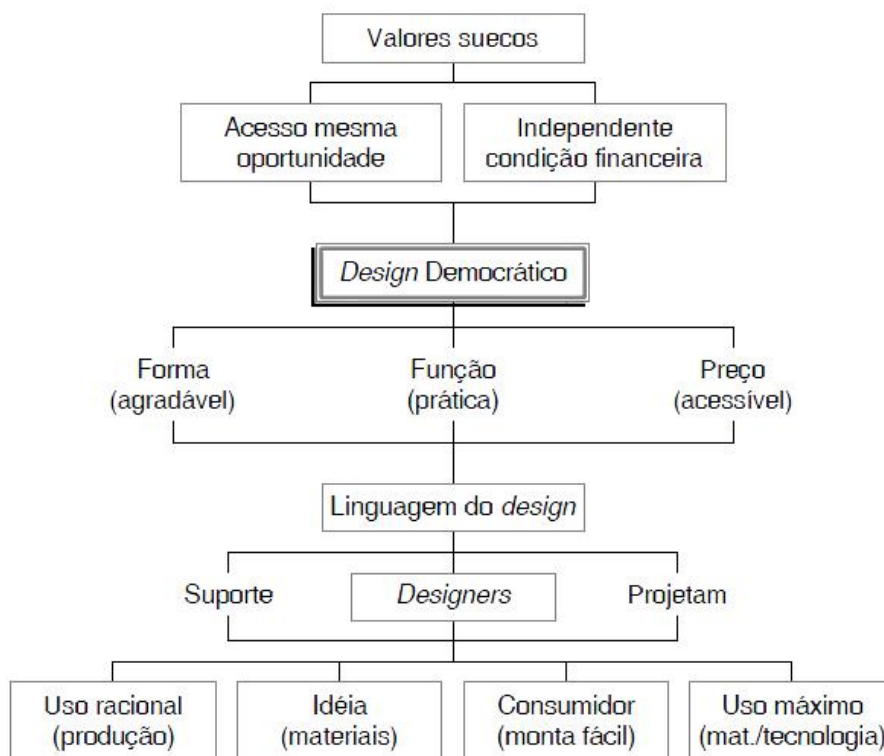 Valores suecos
Acesso mesma
oportunidade
Independente
condição financeira
Design Democrático
Forma
(agradável)
Função
(prática)
Preço
(acessível)
Linguagem do design
Suporte
Designers
Projetam
Uso racional
(produção)
Idéia
(materiais)
Consumidor
(monta fácil)
Uso máximo
(mat./tecnologia)